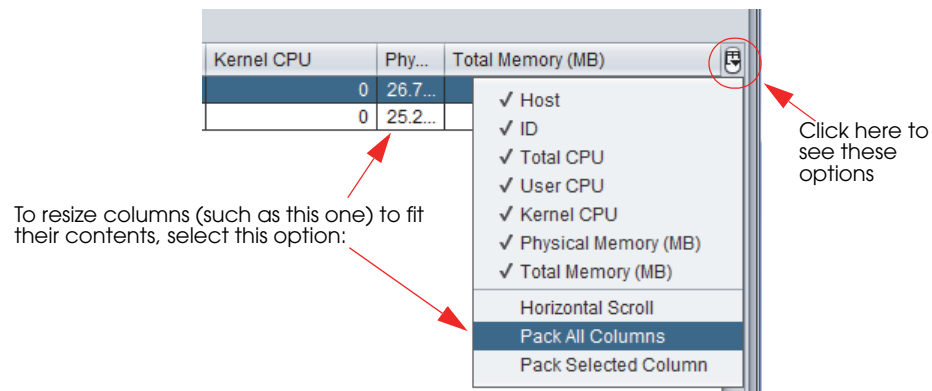 Kernel CPU Phy... Total Memory (MB)
0 26.7...
0 25.2...
✓ Host
✓ ID
✓ Total CPU
✓ User CPU
✓ Kernel CPU
✓ Physical Memory (MB)
✓ Total Memory (MB)
Horizontal Scroll
Pack All Columns
Pack Selected Column
Click here to
see these
options
To resize columns (such as this one) to fit
their contents, select this option: